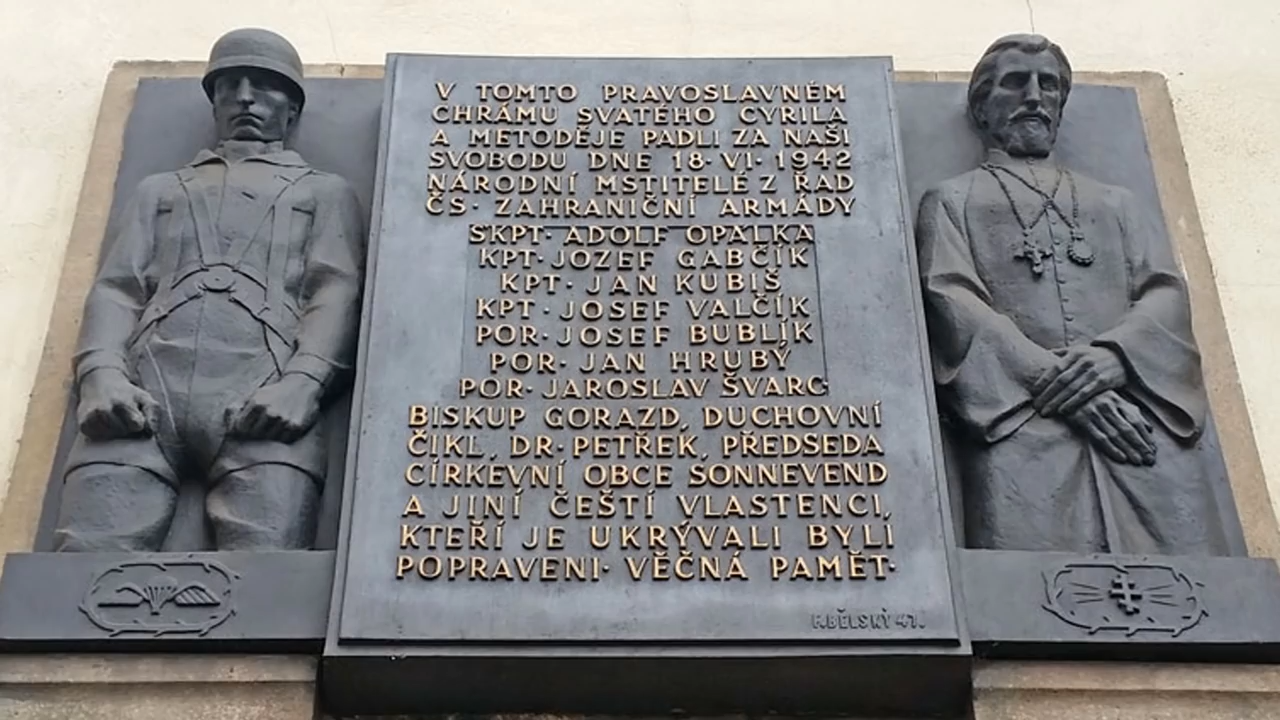 V TOMTO PRAVOSLAVNÉM
CHRÁMU SVATÉHO CYRILA
A METODĚJE PADLI ZA NAŠI
SVOBODU DNE 18· VI· 1942
NÁRODNÍ MSTITELÉ Z ŘAD
ČS· ZAHRANIČNÍ ARMÁDY
ŠKPT· ADOLF OPÁLKA
KPT· JOZEF GABČÍK
KPT· JAN KUBIŠ
KPT· JOSEF VALČÍK
POR· JOSEF BUBLÍK
POR· JAN HRUBÝ
POR· JAROSLAV ŠVARC
BISKUP GORAZD, DUCHOVNÍ
ČIKL, DR· PETŘEK, PŘEDSEDA
CÍRKEVNÍ OBCE SONNEVEND
A JINÍ ČEŠTÍ VLASTENCI,
KTEŘÍ JE UKRÝVALI BYLI
POPRAVENI· VĚČNÁ PAMĚT·
F.BĚLSKÝ 47.